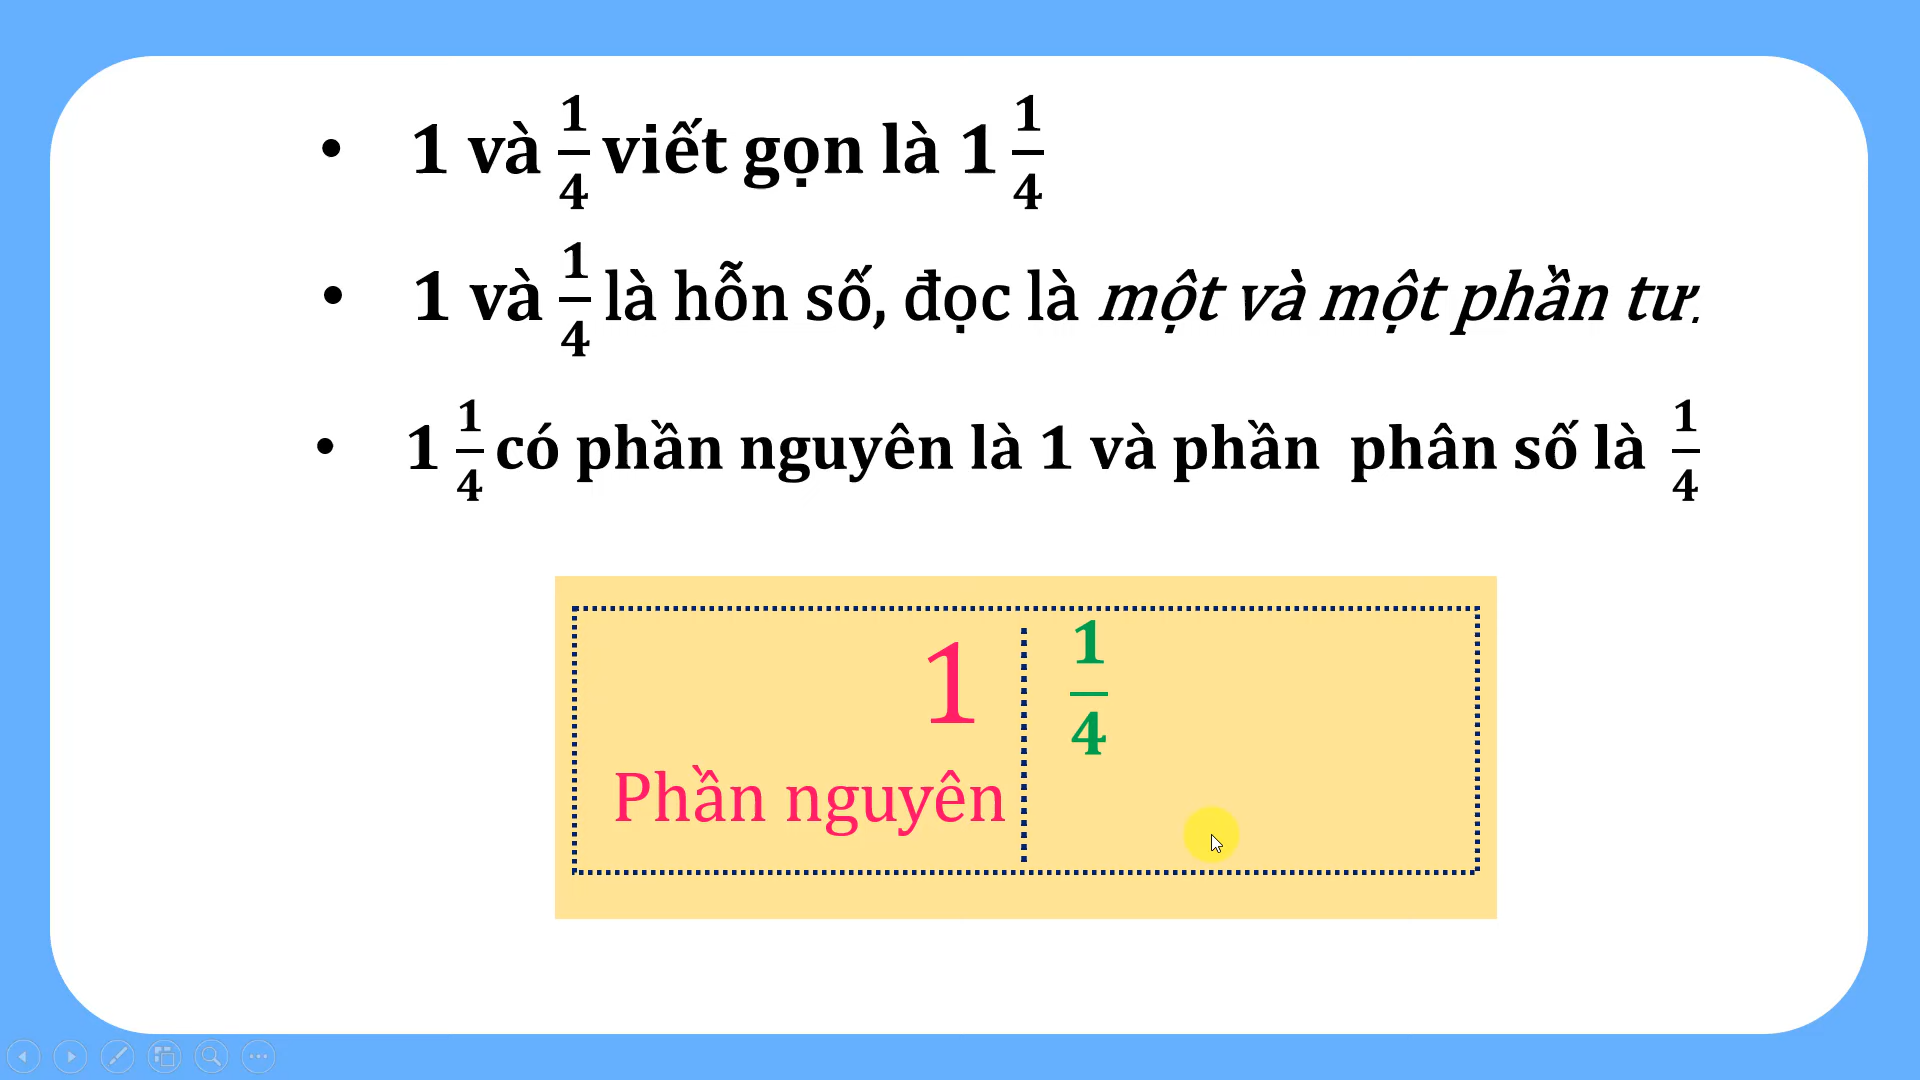 • 1 và 1/4 viết gọn là 1 1/4
• 1 và 1/4 là hỗn số, đọc là một và một phần tư.
• 1 1/4 có phần nguyên là 1 và phần phân số là 1/4
1 1/4
Phần nguyên